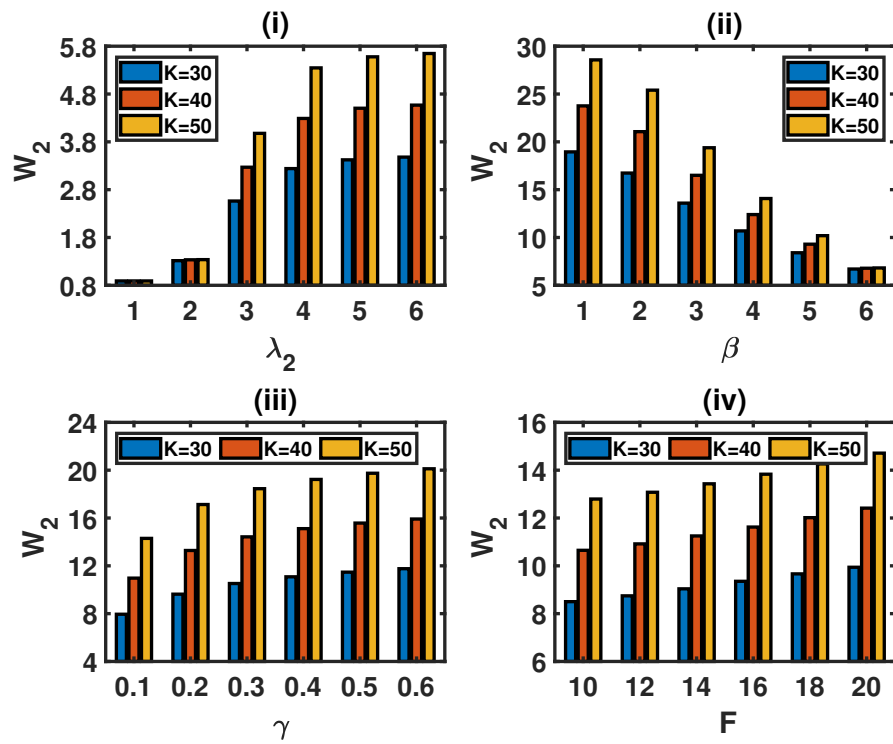 (i)
5.8
4.8
3.8
2.8
1.8
0.8
W2
K=30
K=40
K=50
1 2 3 4 5 6
λ2
(ii)
30
25
20
15
10
5
W2
K=30
K=40
K=50
1 2 3 4 5 6
β
(iii)
24
20
16
12
8
4
W2
K=30 K=40 K=50
0.1 0.2 0.3 0.4 0.5 0.6
γ
(iv)
16
14
12
10
8
6
W2
K=30 K=40 K=50
10 12 14 16 18 20
F